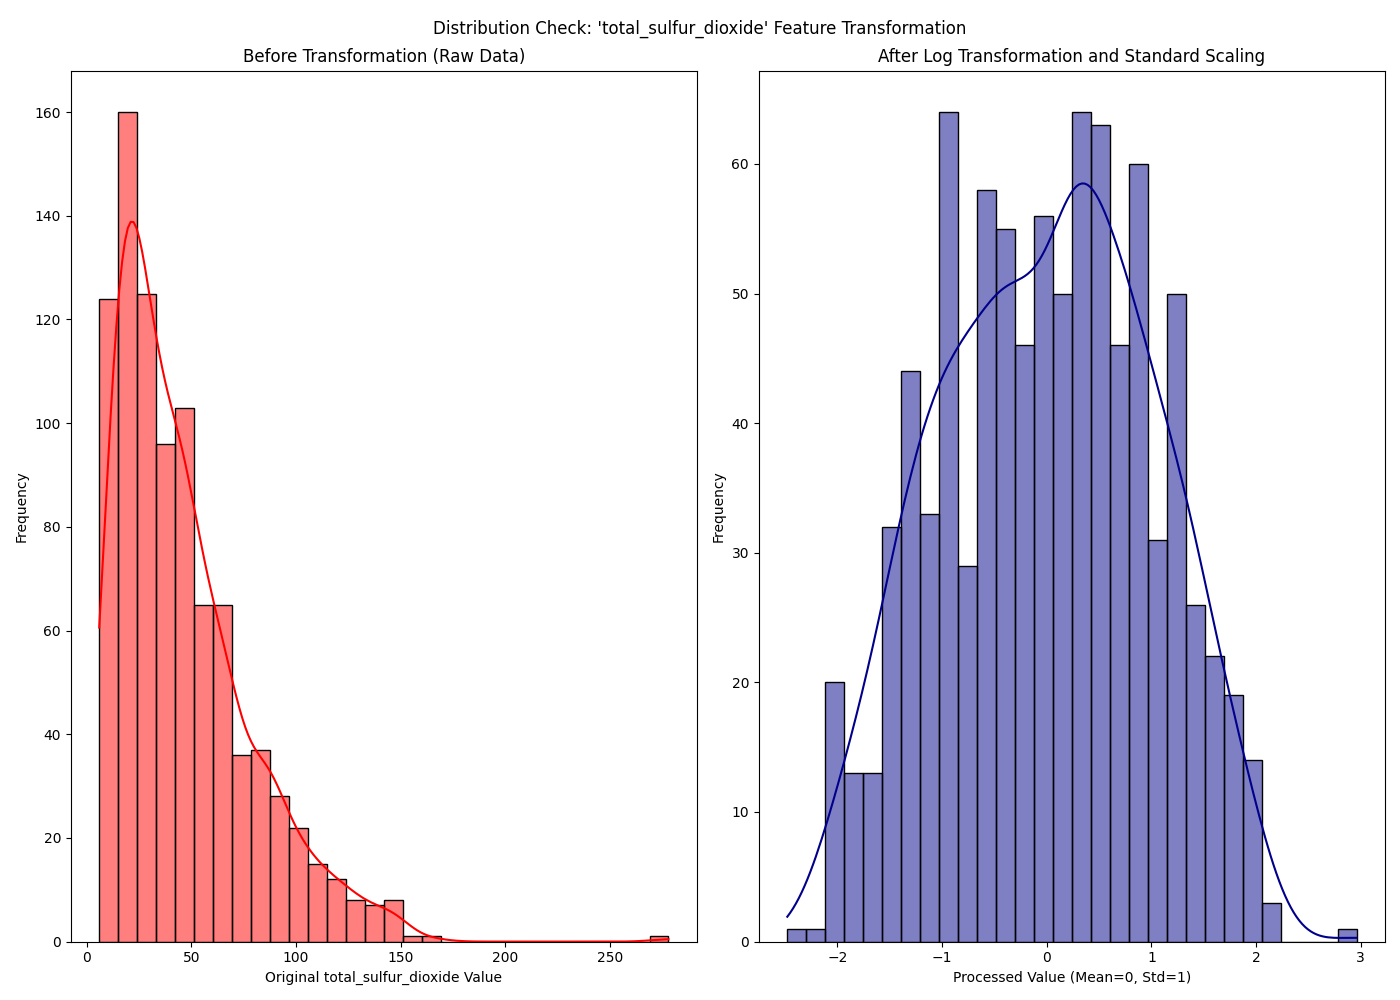 Distribution Check: 'total_sulfur_dioxide' Feature Transformation
Before Transformation (Raw Data)
160
140
120
100
80
60
40
20
0
Frequency
0 50 100 150 200 250
Original total_sulfur_dioxide Value
After Log Transformation and Standard Scaling
60
50
40
30
20
10
0
Frequency
−2 −1 0 1 2 3
Processed Value (Mean=0, Std=1)